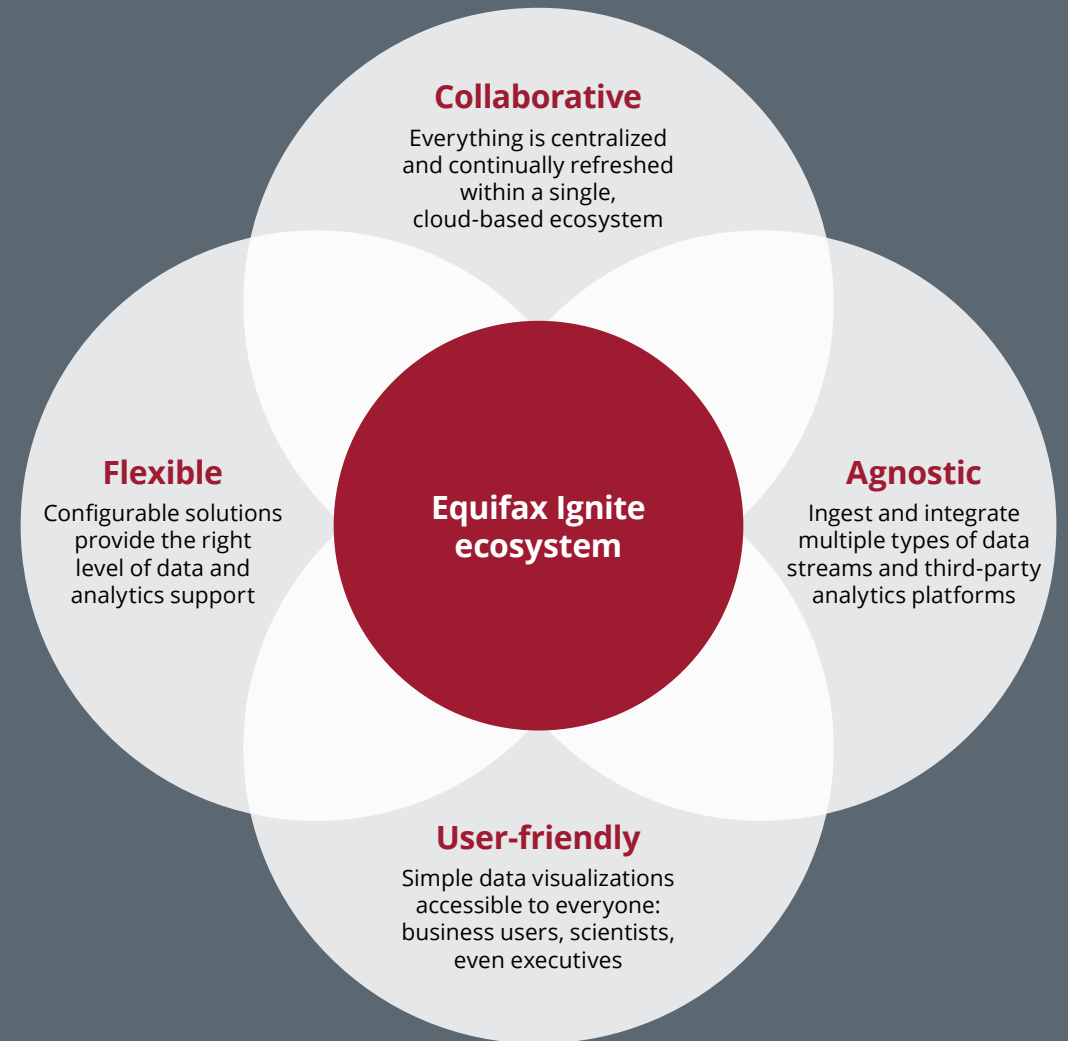 Collaborative
Everything is centralized
and continually refreshed
within a single,
cloud-based ecosystem
Flexible
Configurable solutions
provide the right
level of data and
analytics support
Equifax Ignite
ecosystem
Agnostic
Ingest and integrate
multiple types of data
streams and third-party
analytics platforms
User-friendly
Simple data visualizations
accessible to everyone:
business users, scientists,
even executives